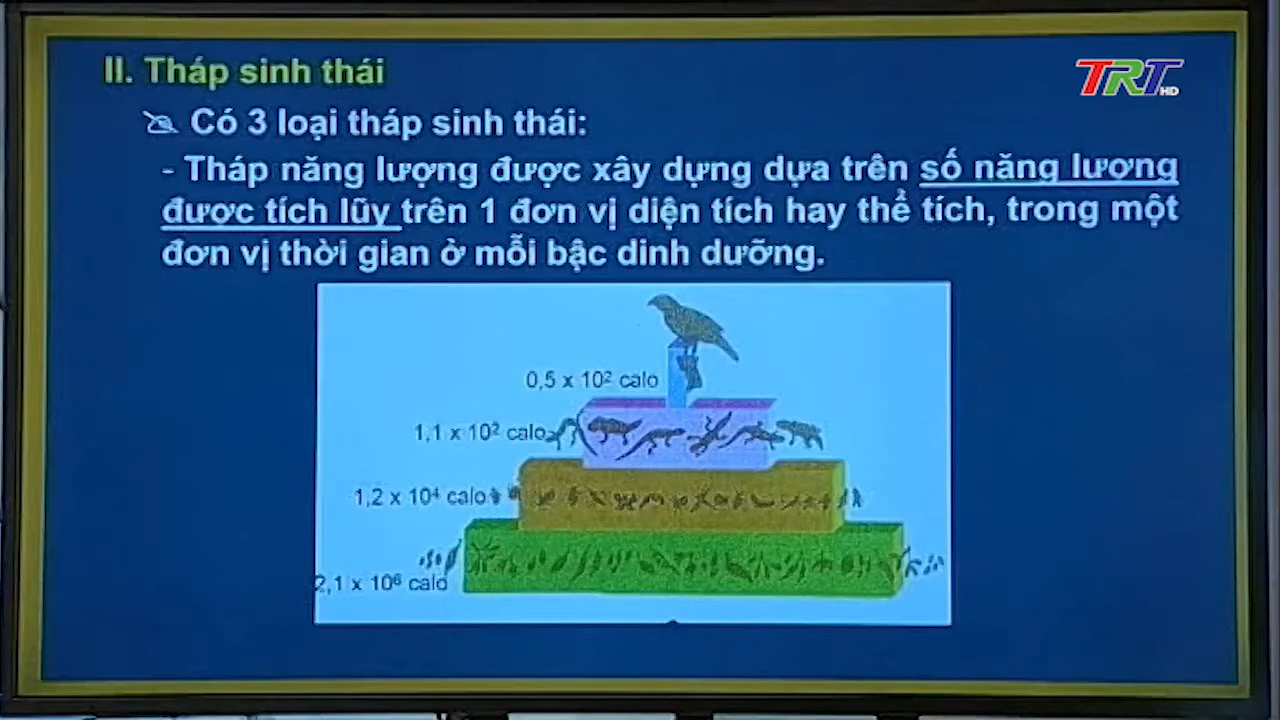 II. Tháp sinh thái
TRT HD
Có 3 loại tháp sinh thái:
- Tháp năng lượng được xây dựng dựa trên số năng lượng
được tích lũy trên 1 đơn vị diện tích hay thể tích, trong một
đơn vị thời gian ở mỗi bậc dinh dưỡng.
0,5 x 10² calo
1,1 x 10² calo
1,2 x 10⁴ calo
2,1 x 10⁶ calo